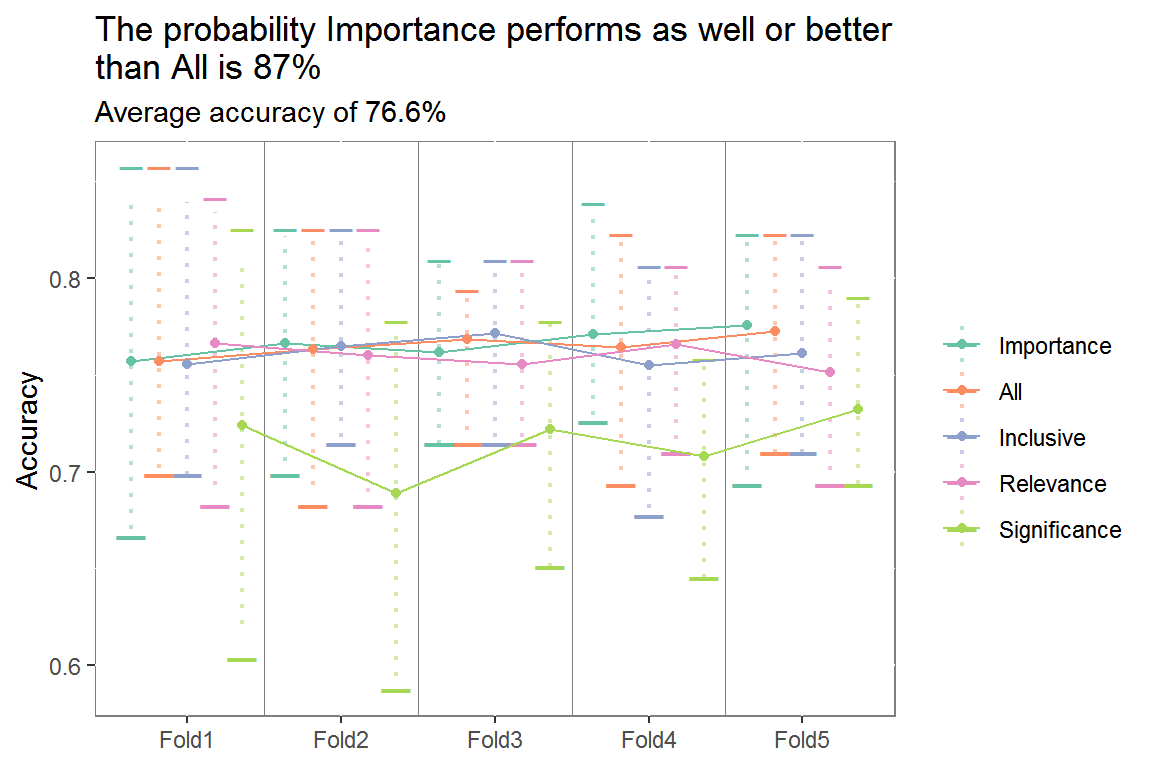 The probability Importance performs as well or better
than All is 87%
Average accuracy of 76.6%
Accuracy
0.8
0.7
0.6
Fold1 Fold2 Fold3 Fold4 Fold5
Importance
All
Inclusive
Relevance
Significance